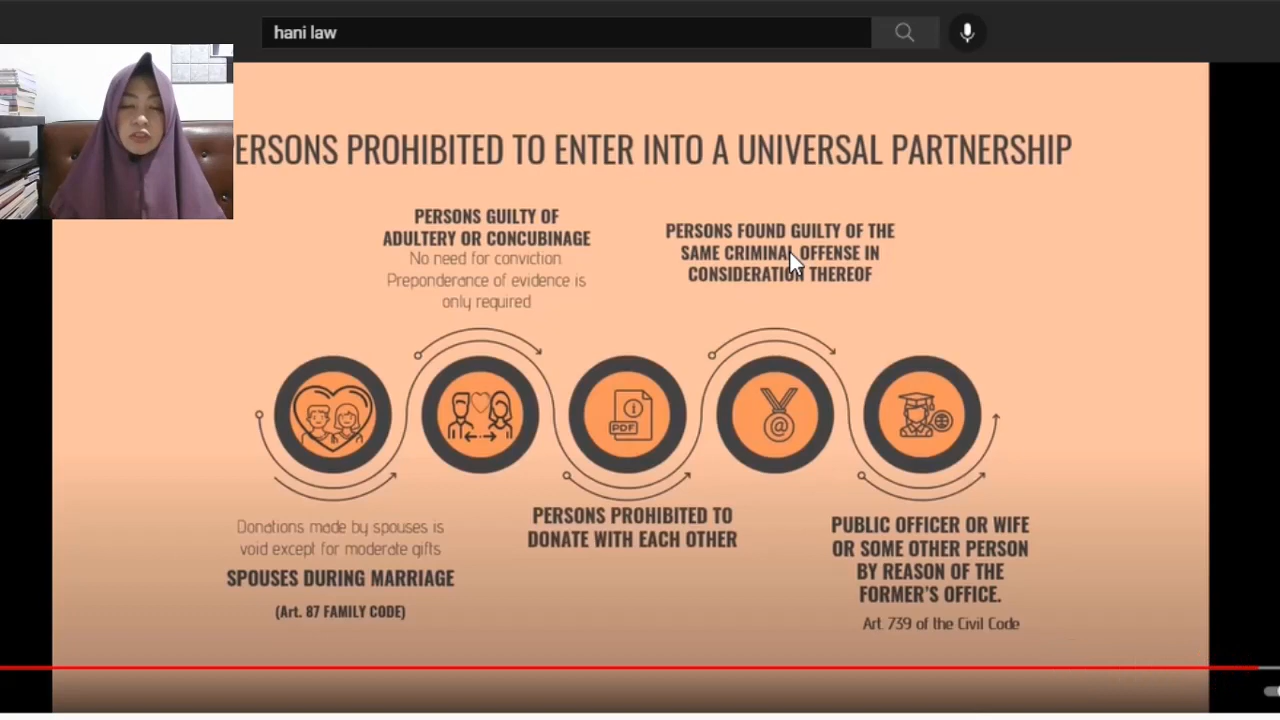 hani law
ERSONS PROHIBITED TO ENTER INTO A UNIVERSAL PARTNERSHIP
PERSONS GUILTY OF
ADULTERY OR CONCUBINAGE
No need for conviction.
Preponderance of evidence is
only required
PERSONS FOUND GUILTY OF THE
SAME CRIMINAL OFFENSE IN
CONSIDERATION THEREOF
PDF
@
Donations made by spouses is
void except for moderate gifts
SPOUSES DURING MARRIAGE
(Art. 87 FAMILY CODE)
PERSONS PROHIBITED TO
DONATE WITH EACH OTHER
PUBLIC OFFICER OR WIFE
OR SOME OTHER PERSON
BY REASON OF THE
FORMER'S OFFICE.
Art. 739 of the Civil Code